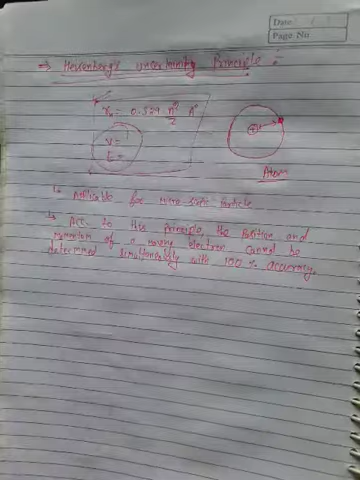 Date
Page No
⇒ Heisenberg's uncertainty Principle :-
rn = 0.529 n²/2 A°
V =
E =
Atom
↳ Applicable for micro scopic Particle
↳ Acc. to this principle, the Position and
momentum of a moving electron cannot be
determined simultaneously with 100 % accuracy.